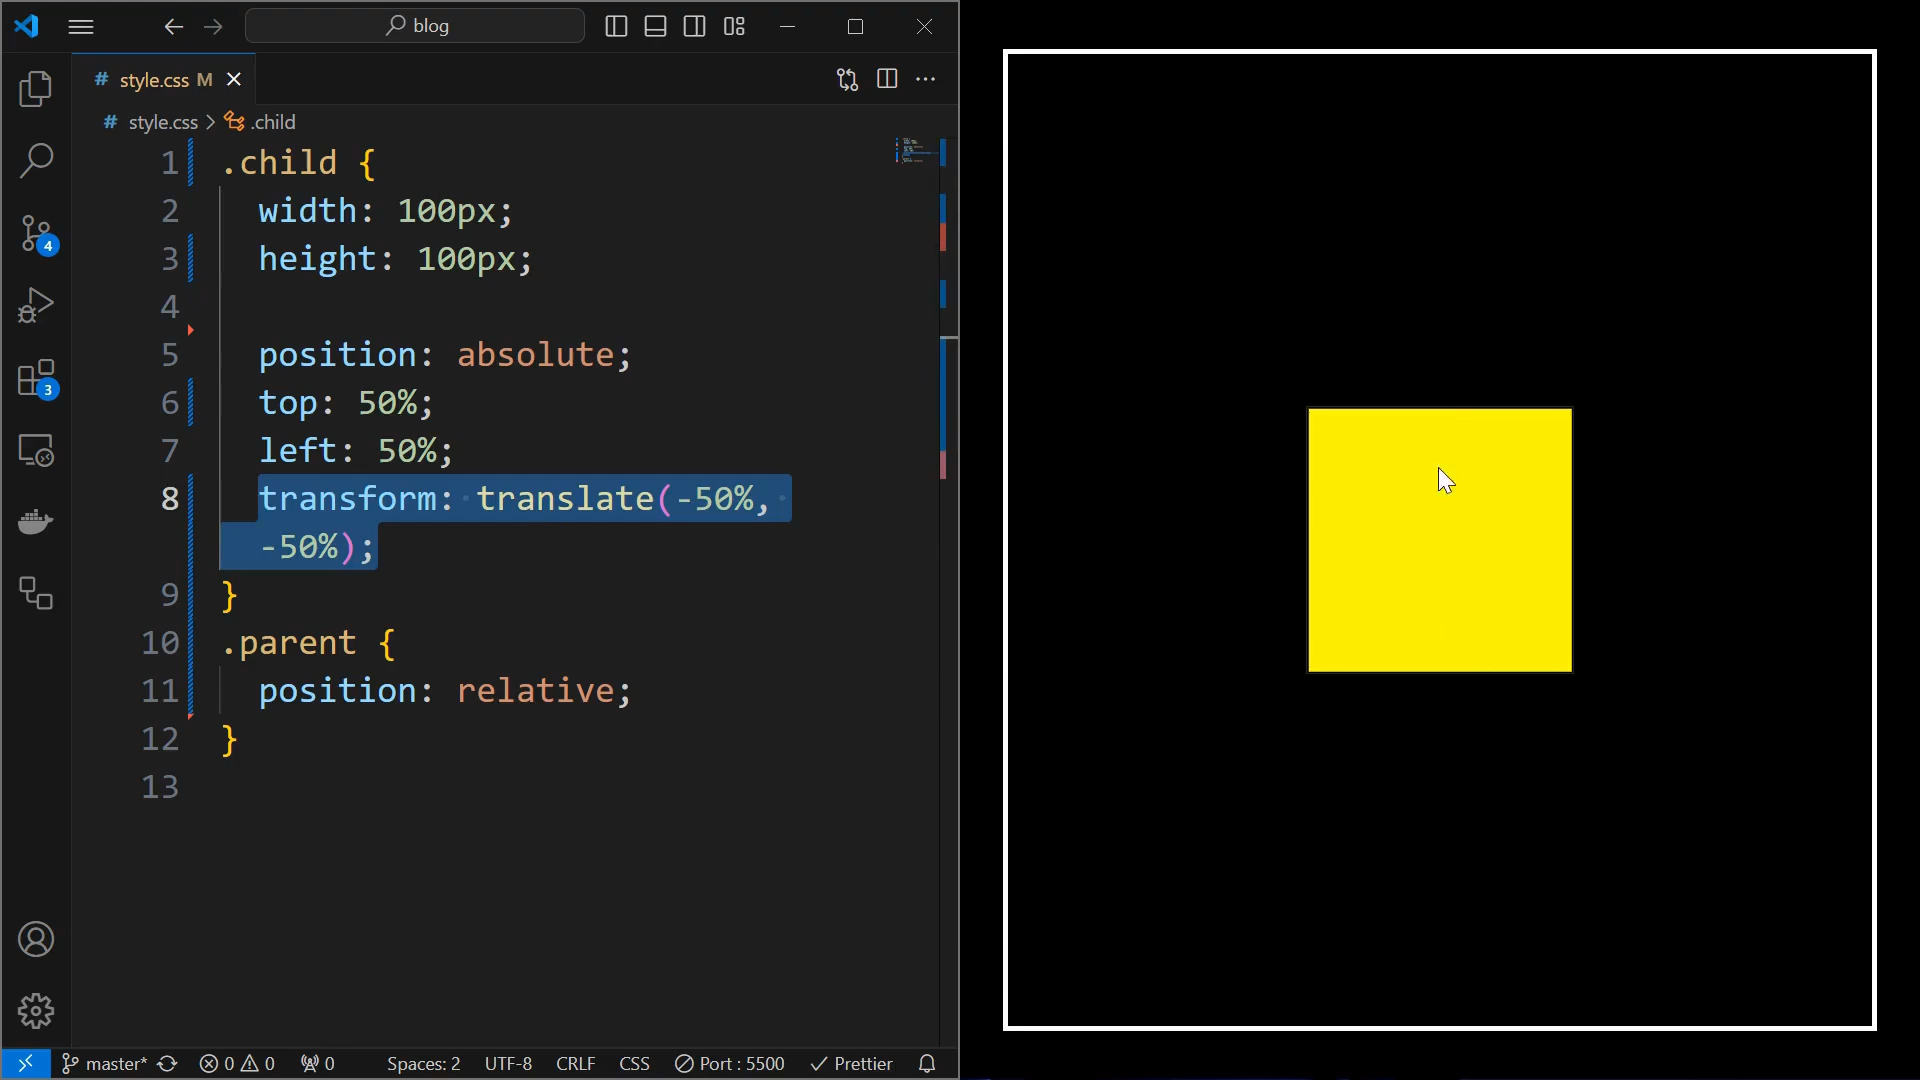 blog
# style.css M
# style.css > .child
1 .child {
2 width: 100px;
3 height: 100px;
4
5 position: absolute;
6 top: 50%;
7 left: 50%;
8 transform: translate(-50%,
-50%);
9 }
10 .parent {
11 position: relative;
12 }
13
4
3
master* 0 0 0 Spaces: 2 UTF-8 CRLF CSS Port : 5500 Prettier